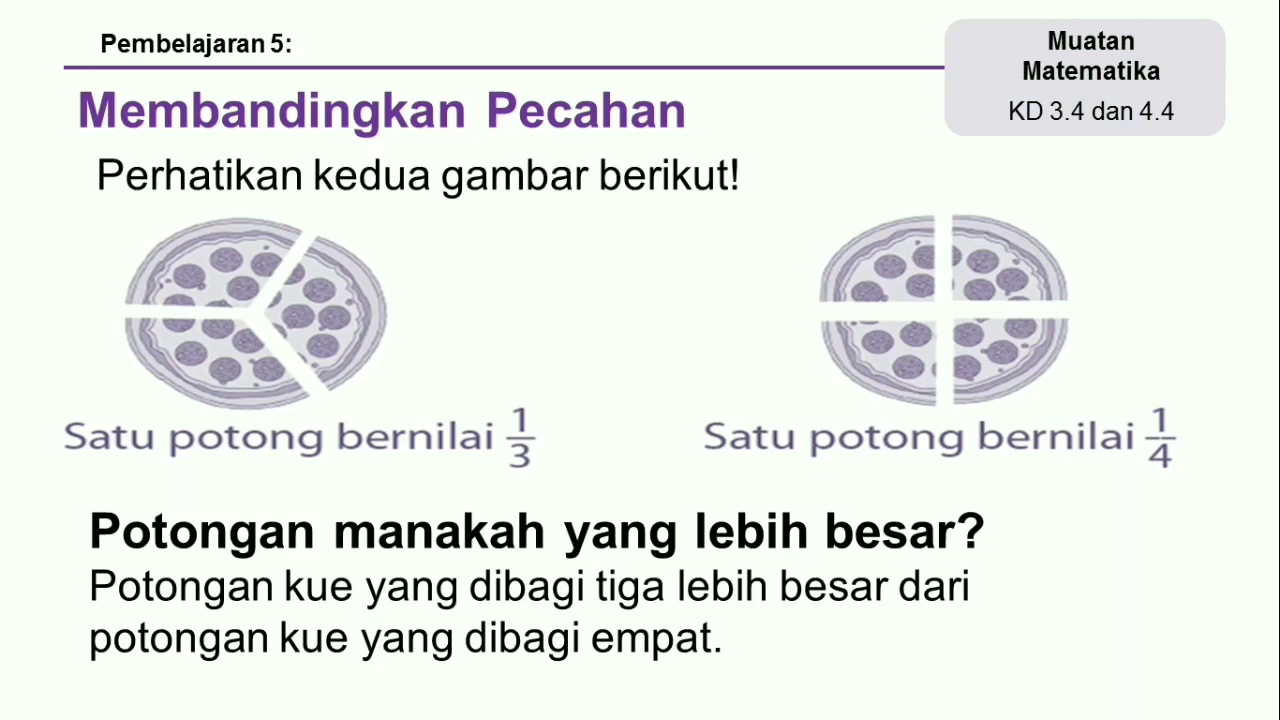 Pembelajaran 5:
Muatan
Matematika
KD 3.4 dan 4.4
Membandingkan Pecahan
Perhatikan kedua gambar berikut!
Satu potong bernilai 1/3
Satu potong bernilai 1/4
Potongan manakah yang lebih besar?
Potongan kue yang dibagi tiga lebih besar dari
potongan kue yang dibagi empat.